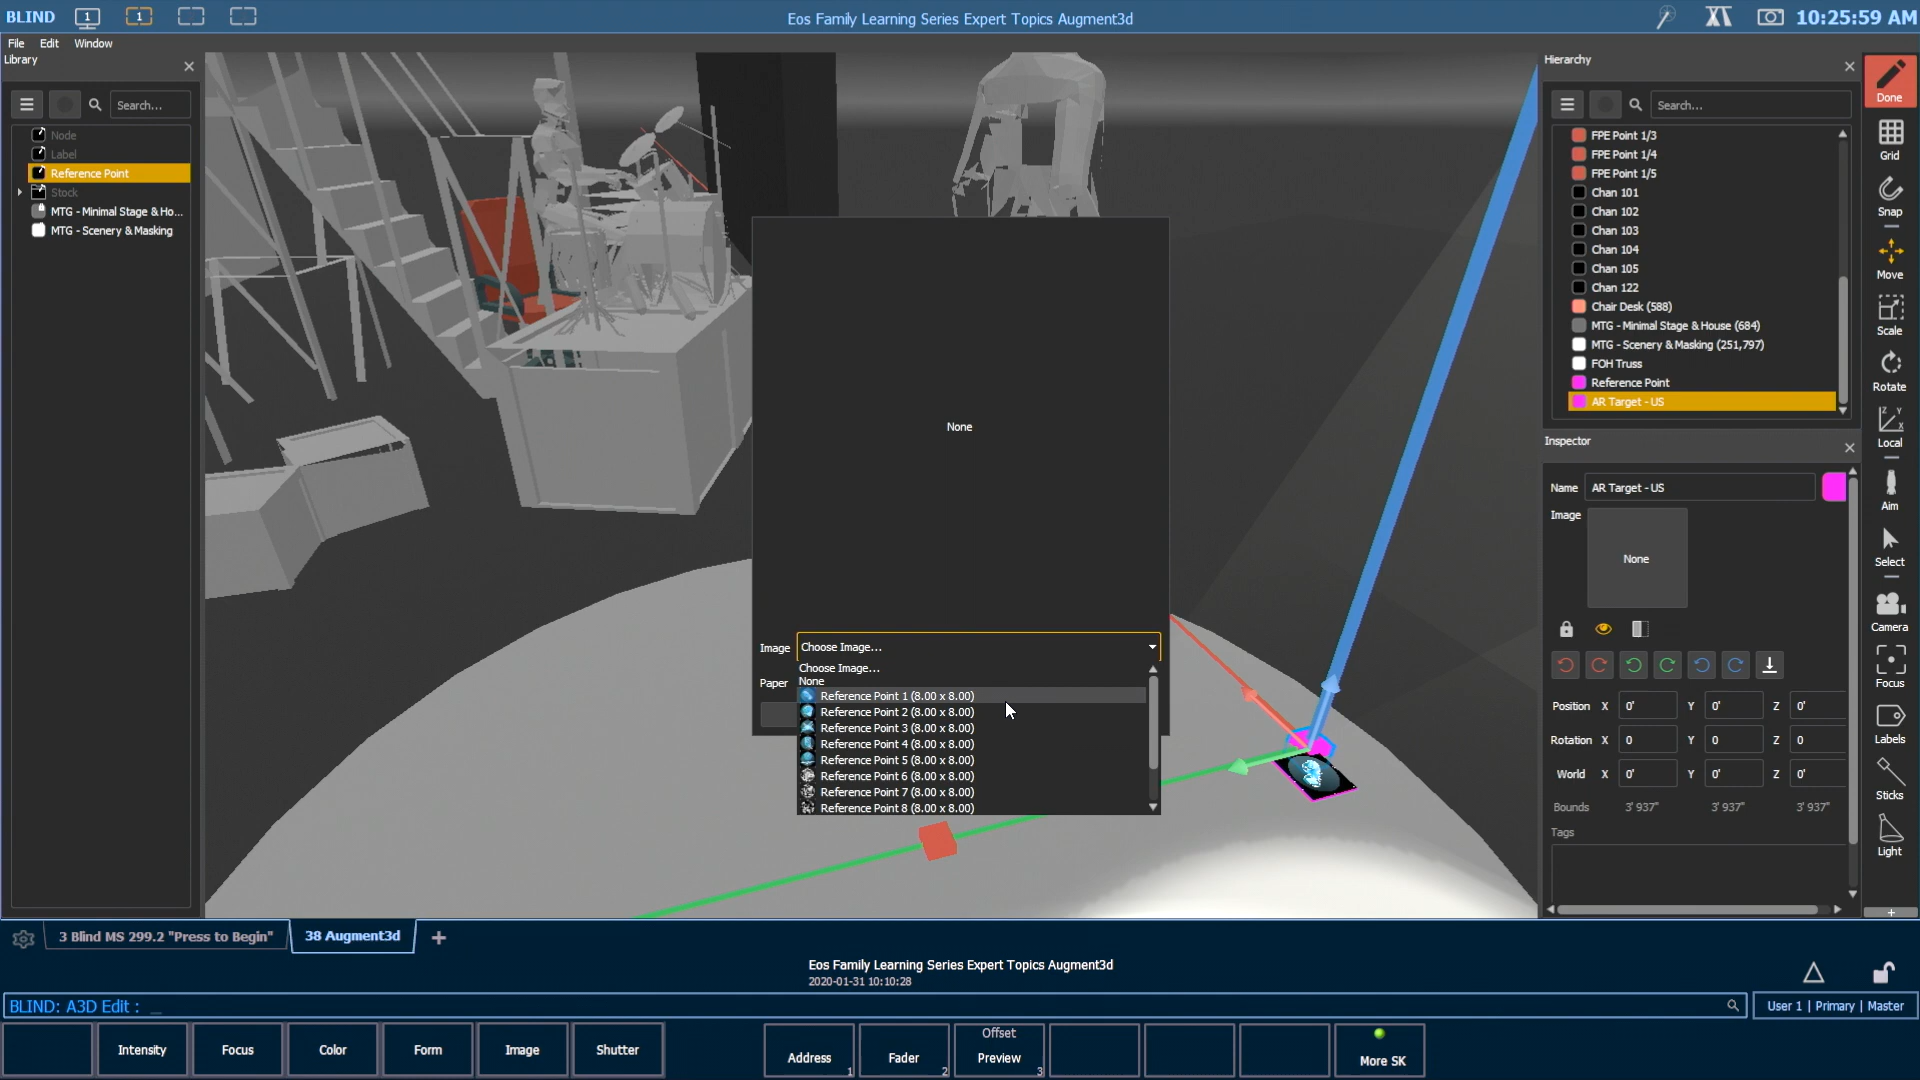 BLIND 1 1 Eos Family Learning Series Expert Topics Augment3d 10:25:59 AM
File Edit Window
Library
Search...
Node
Label
Reference Point
Stock
MTG - Minimal Stage & Ho...
MTG - Scenery & Masking
None
Image Choose Image...
Choose Image...
None
Paper
Reference Point 1 (8.00 x 8.00)
Reference Point 2 (8.00 x 8.00)
Reference Point 3 (8.00 x 8.00)
Reference Point 4 (8.00 x 8.00)
Reference Point 5 (8.00 x 8.00)
Reference Point 6 (8.00 x 8.00)
Reference Point 7 (8.00 x 8.00)
Reference Point 8 (8.00 x 8.00)
Hierarchy
Search...
FPE Point 1/3
FPE Point 1/4
FPE Point 1/5
Chan 101
Chan 102
Chan 103
Chan 104
Chan 105
Chan 122
Chair Desk (588)
MTG - Minimal Stage & House (684)
MTG - Scenery & Masking (251,797)
FOH Truss
Reference Point
AR Target - US
Inspector
Name AR Target - US
Image
None
Position X 0' Y 0' Z 0'
Rotation X 0 Y 0 Z 0
World X 0' Y 0' Z 0'
Bounds 3' 937" 3' 937" 3' 937"
Tags
Done
Grid
Snap
Move
Scale
Rotate
Z Y X
Local
Aim
Select
Camera
Focus
Labels
Sticks
Light
+
3 Blind MS 299.2 "Press to Begin" 38 Augment3d +
Eos Family Learning Series Expert Topics Augment3d
2020-01-31 10:10:28
BLIND: A3D Edit : _
User 1 | Primary | Master
Intensity Focus Color Form Image Shutter
Address 1
Fader 2
Offset
Preview 3
More SK